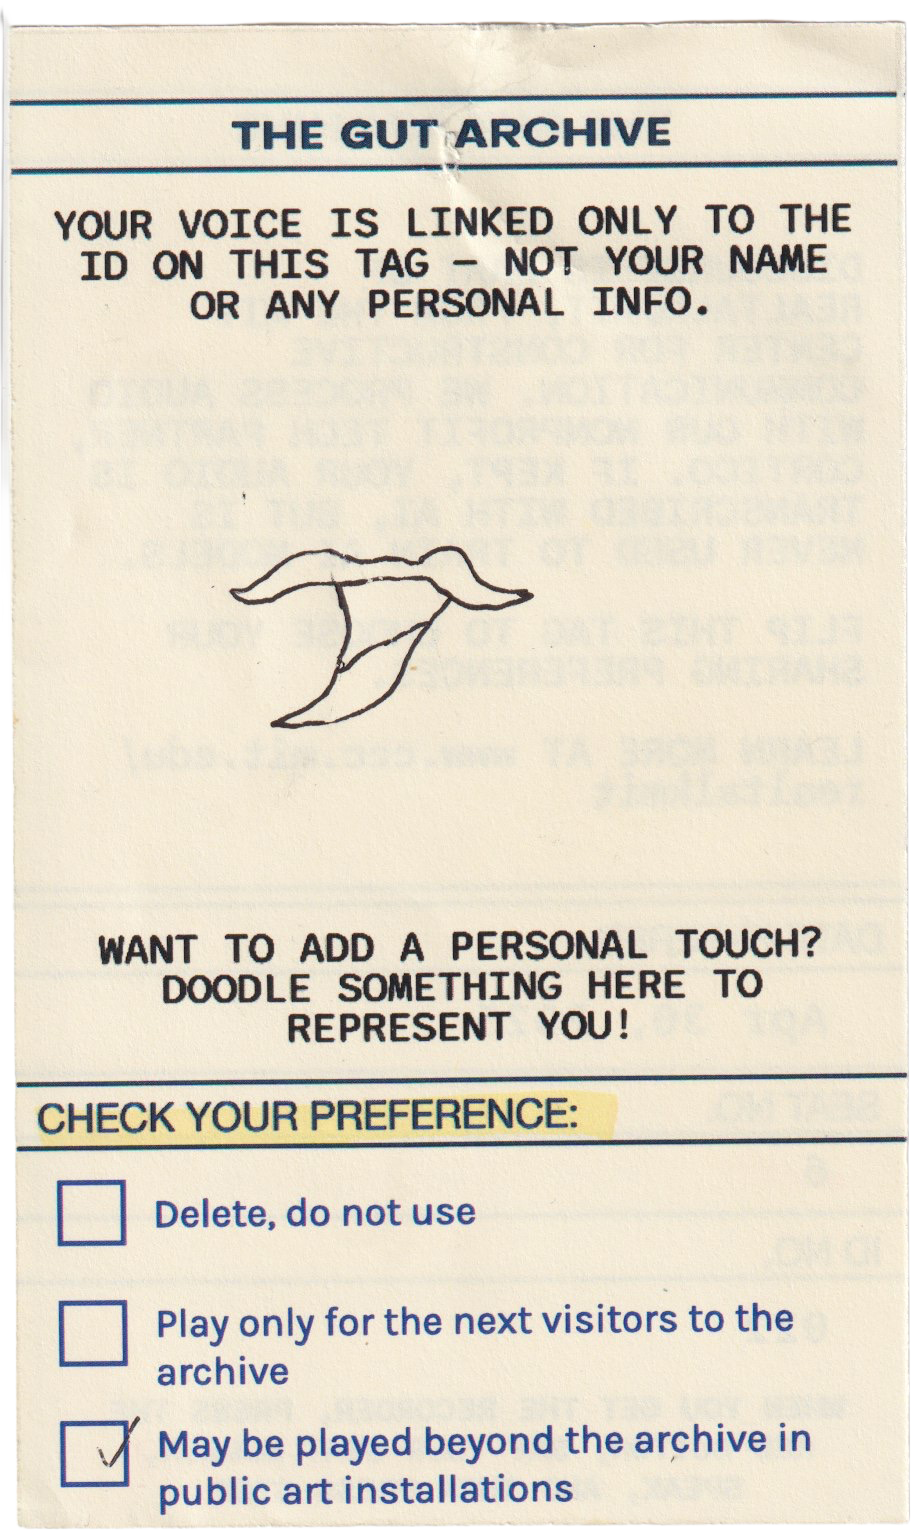 THE GUT ARCHIVE
YOUR VOICE IS LINKED ONLY TO THE
ID ON THIS TAG – NOT YOUR NAME
OR ANY PERSONAL INFO.
WANT TO ADD A PERSONAL TOUCH?
DOODLE SOMETHING HERE TO
REPRESENT YOU!
CHECK YOUR PREFERENCE:
Delete, do not use
Play only for the next visitors to the
archive
May be played beyond the archive in
public art installations